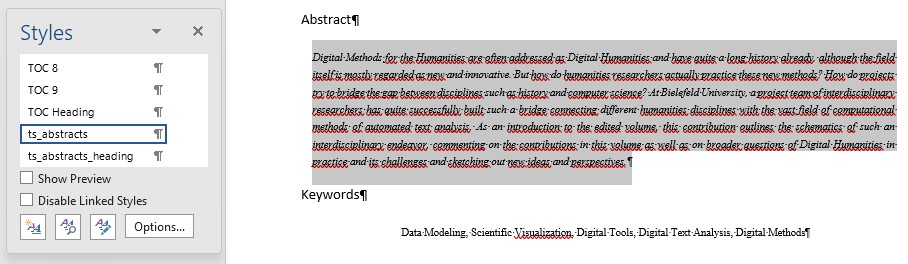 Styles
TOC 8 ¶
TOC 9 ¶
TOC Heading ¶
ts_abstracts ¶
ts_abstracts_heading ¶
Show Preview
Disable Linked Styles
Options...
Abstract¶
Digital·Methods·for·the·Humanities·are·often·addressed·as·Digital·Humanities·and·have·quite·a·long·history·already,·although·the·field·
itself·is·mostly·regarded·as·new·and·innovative.·But·how·do·humanities·researchers·actually·practice·these·new·methods?·How·do·projects·
try·to·bridge·the·gap·between·disciplines·such·as·history·and·computer·science?·At·Bielefeld·University,·a·project·team·of·interdisciplinary·
researchers·has·quite·successfully·built·such·a·bridge·connecting·different·humanities·disciplines·with·the·vast·field·of·computational·
methods·of·automated·text·analysis.·As·an·introduction·to·the·edited·volume,·this·contribution·outlines·the·schematics·of·such·an·
interdisciplinary·endeavor,·commenting·on·the·contributions·in·this·volume·as·well·as·on·broader·questions·of·Digital·Humanities·in·
practice·and·its·challenges·and·sketching·out·new·ideas·and·perspectives.¶
Keywords¶
Data·Modeling,·Scientific·Visualization,·Digital·Tools,·Digital·Text·Analysis,·Digital·Methods¶